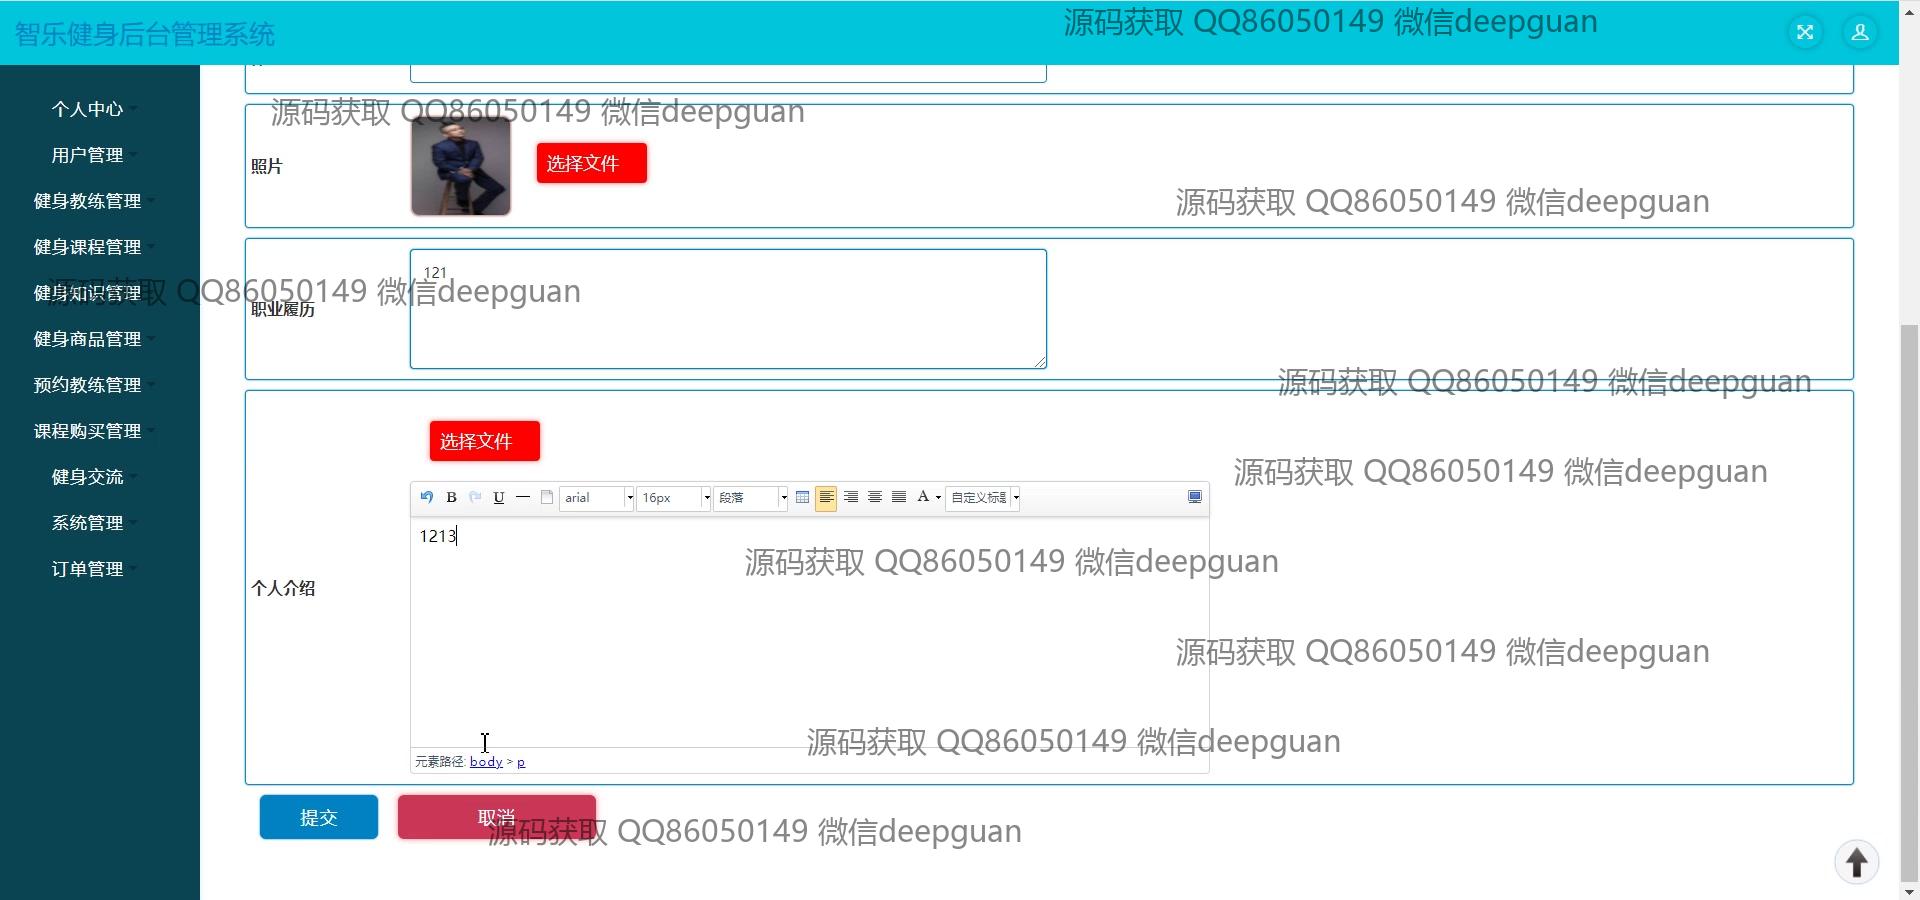 智乐健身后台管理系统
源码获取 QQ86050149 微信deepguan
个人中心
用户管理
健身教练管理
健身课程管理
健身知识管理
健身商品管理
预约教练管理
课程购买管理
健身交流
系统管理
订单管理
源码获取 QQ86050149 微信deepguan
照片
选择文件
源码获取 QQ86050149 微信deepguan
121
源码获取 QQ86050149 微信deepguan
职业履历
源码获取 QQ86050149 微信deepguan
选择文件
源码获取 QQ86050149 微信deepguan
B U arial 16px 段落 A 自定义标题
1213
源码获取 QQ86050149 微信deepguan
个人介绍
源码获取 QQ86050149 微信deepguan
源码获取 QQ86050149 微信deepguan
元素路径: body > p
提交
取消
源码获取 QQ86050149 微信deepguan